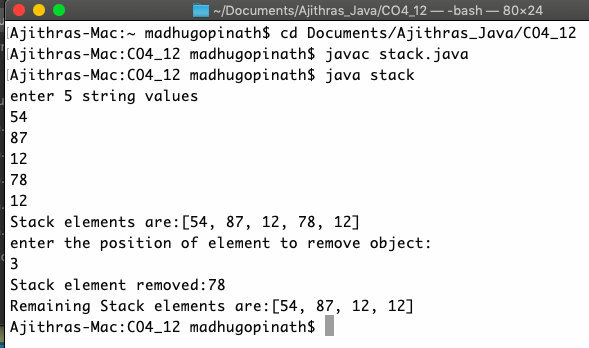 ~/Documents/Ajithras_Java/CO4_12 — -bash — 80×24
[Ajithras-Mac:~ madhugopinath$ cd Documents/Ajithras_Java/CO4_12
[Ajithras-Mac:CO4_12 madhugopinath$ javac stack.java
[Ajithras-Mac:CO4_12 madhugopinath$ java stack
enter 5 string values
54
87
12
78
12
Stack elements are:[54, 87, 12, 78, 12]
enter the position of element to remove object:
3
Stack element removed:78
Remaining Stack elements are:[54, 87, 12, 12]
Ajithras-Mac:CO4_12 madhugopinath$